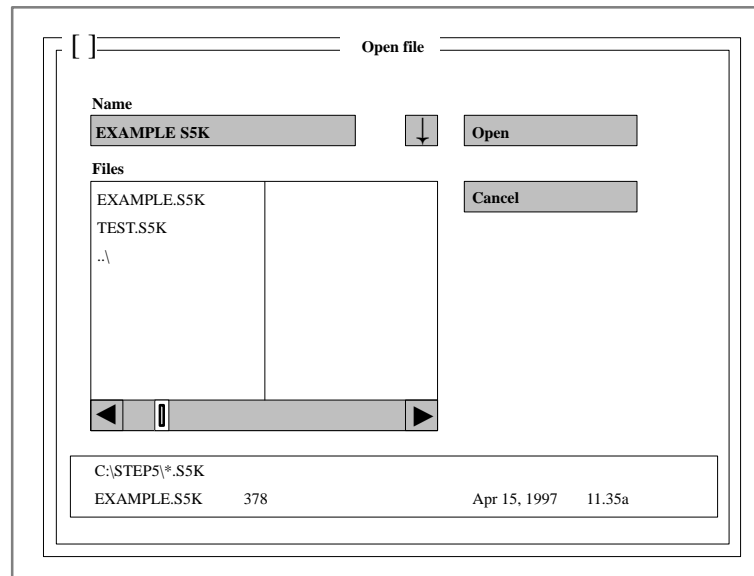 [ ] Open file
Name
EXAMPLE S5K
Open
Files
Cancel
EXAMPLE.S5K
TEST.S5K
..\
C:\STEP5\*.S5K
EXAMPLE.S5K 378 Apr 15, 1997 11.35a